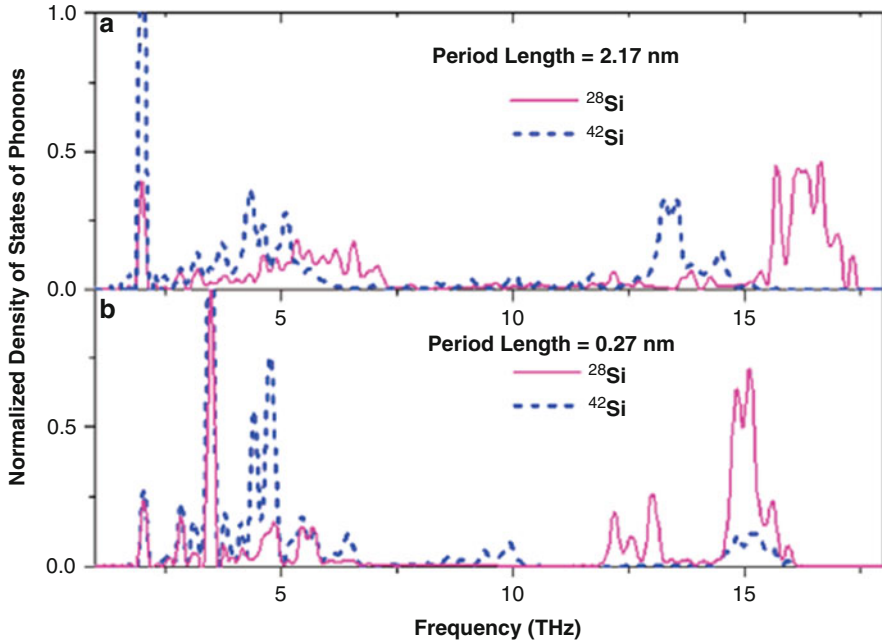 Normalized Density of States of Phonons
1.0
a
Period Length = 2.17 nm
²⁸Si
⁴²Si
0.5
0.0
5
10
15
b
Period Length = 0.27 nm
²⁸Si
⁴²Si
0.5
0.0
5
10
15
Frequency (THz)